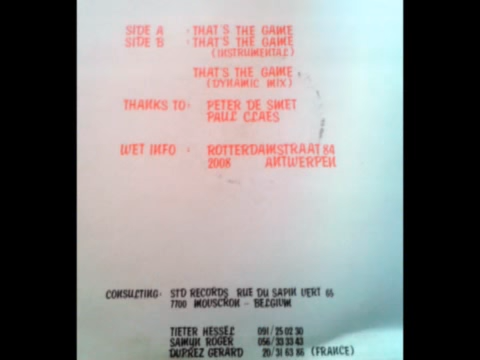 SIDE A · THAT'S THE GAME
SIDE B · THAT'S THE GAME
(INSTRUMENTAL)
THAT'S THE GAME
(DYNAMIC MIX)
THANKS TO · PETER DE SMET
PAUL CLAES
WET INFO · ROTTERDAMSTRAAT 84
2008 ANTWERPEN
CONSULTING · STD RECORDS RUE DU SAPIN VERT 65
7700 MOUSCRON - BELGIUM
TIETER HESSEL 091/25 02 30
SAMUN ROGER 056/33 33 43
DUPREZ GERARD 20/31 63 86 (FRANCE)